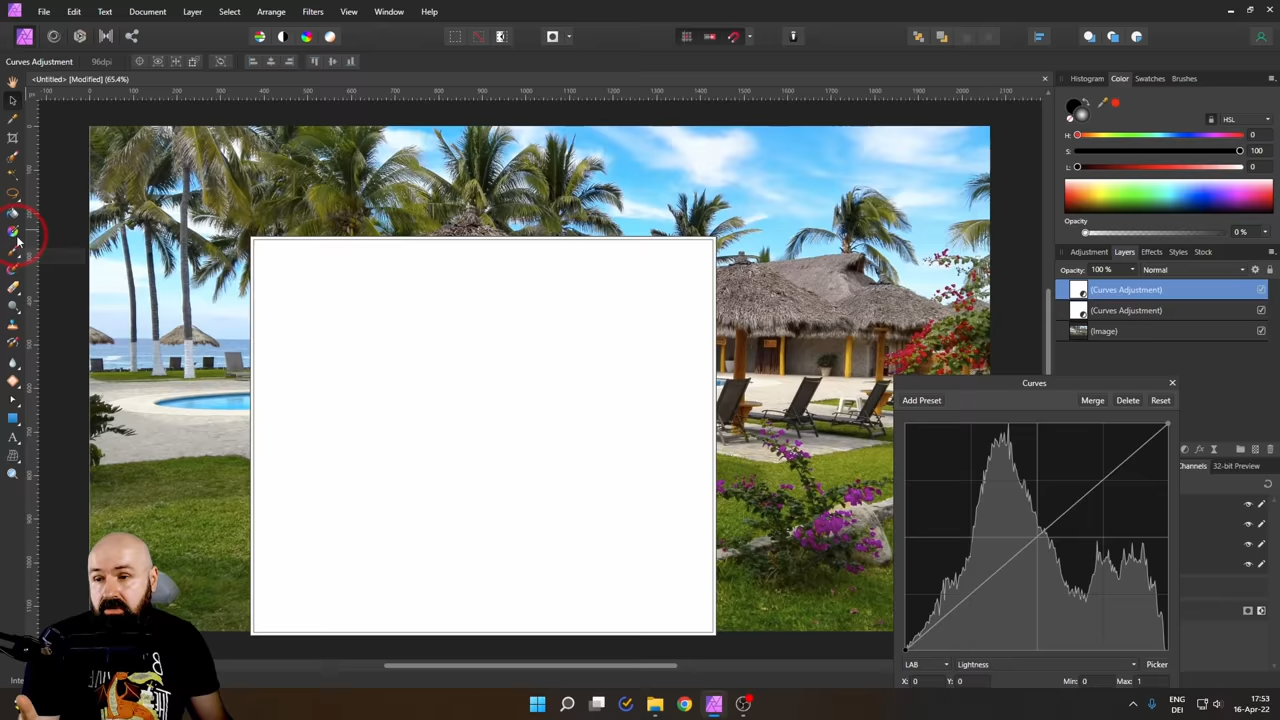 File Edit Text Document Layer Select Arrange Filters View Window Help
Curves Adjustment 96dpi
<Untitled> [Modified] (65.4%)
Histogram Color Swatches Brushes
HSL
H: 0
S: 100
L: 0
Opacity
0 %
Adjustment Layers Effects Styles Stock
Opacity: 100 % Normal
(Curves Adjustment)
(Curves Adjustment)
(Image)
Curves
Add Preset Merge Delete Reset
Channels 32-bit Preview
LAB Lightness Picker
X: 0 Y: 0 Min: 0 Max: 1
ENG
DEI
17:53
16-Apr-22